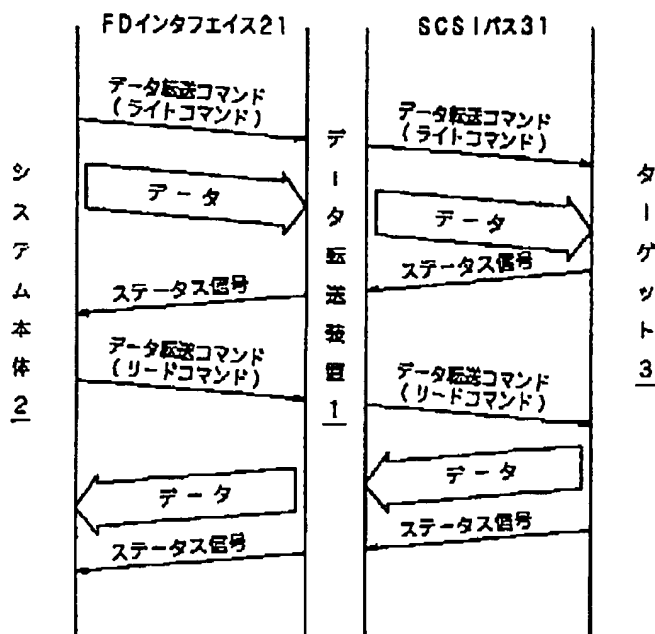 FDインタフエイス21
SCSIバス31
データ転送コマンド
(ライトコマンド)
データ転送コマンド
(ライトコマンド)
データ
データ
ステータス信号
ステータス信号
データ転送コマンド
(リードコマンド)
データ転送コマンド
(リードコマンド)
データ
データ
ステータス信号
ステータス信号
システム本体2
データ転送装置1
ターゲット3